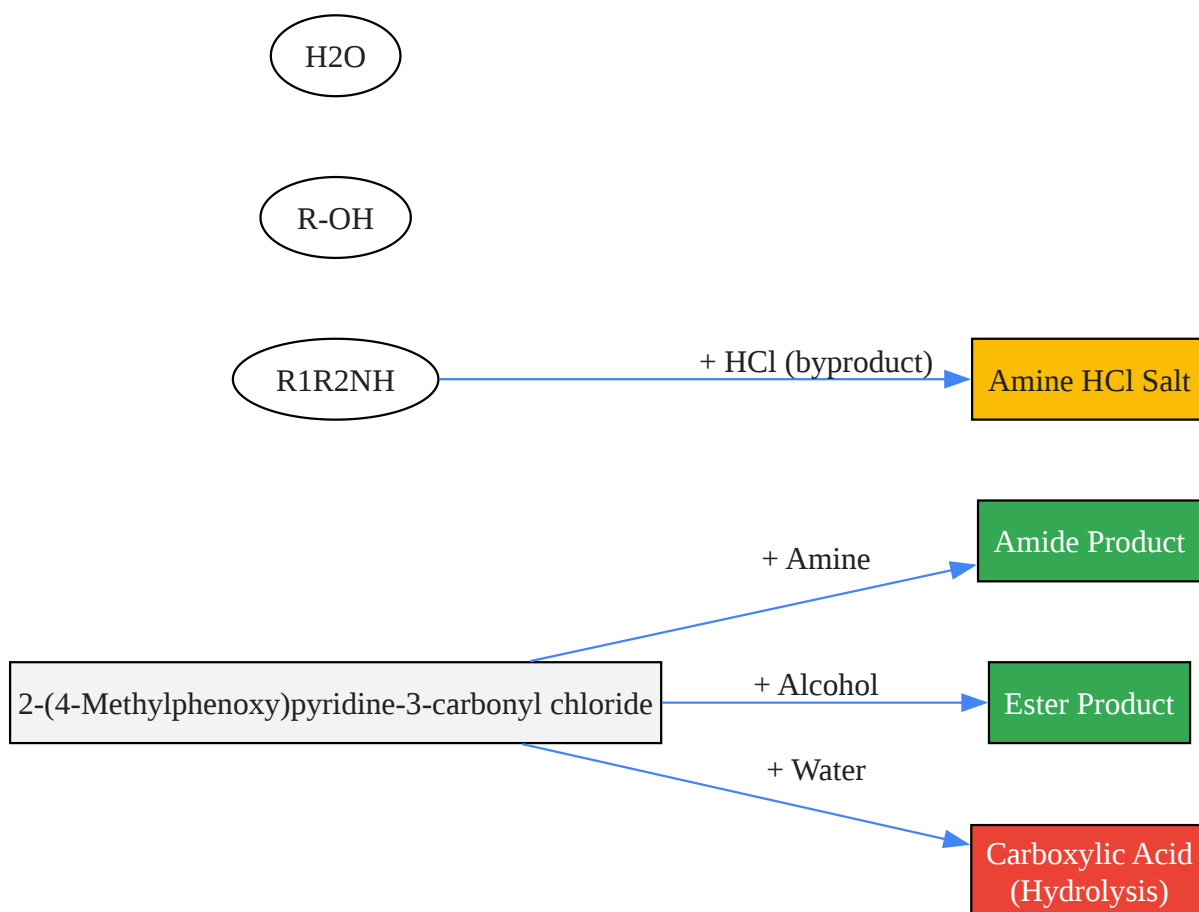 H2O
R-OH
R1R2NH
+ HCl (byproduct)
Amine HCl Salt
+ Amine
Amide Product
2-(4-Methylphenoxy)pyridine-3-carbonyl chloride
+ Alcohol
Ester Product
+ Water
Carboxylic Acid
(Hydrolysis)